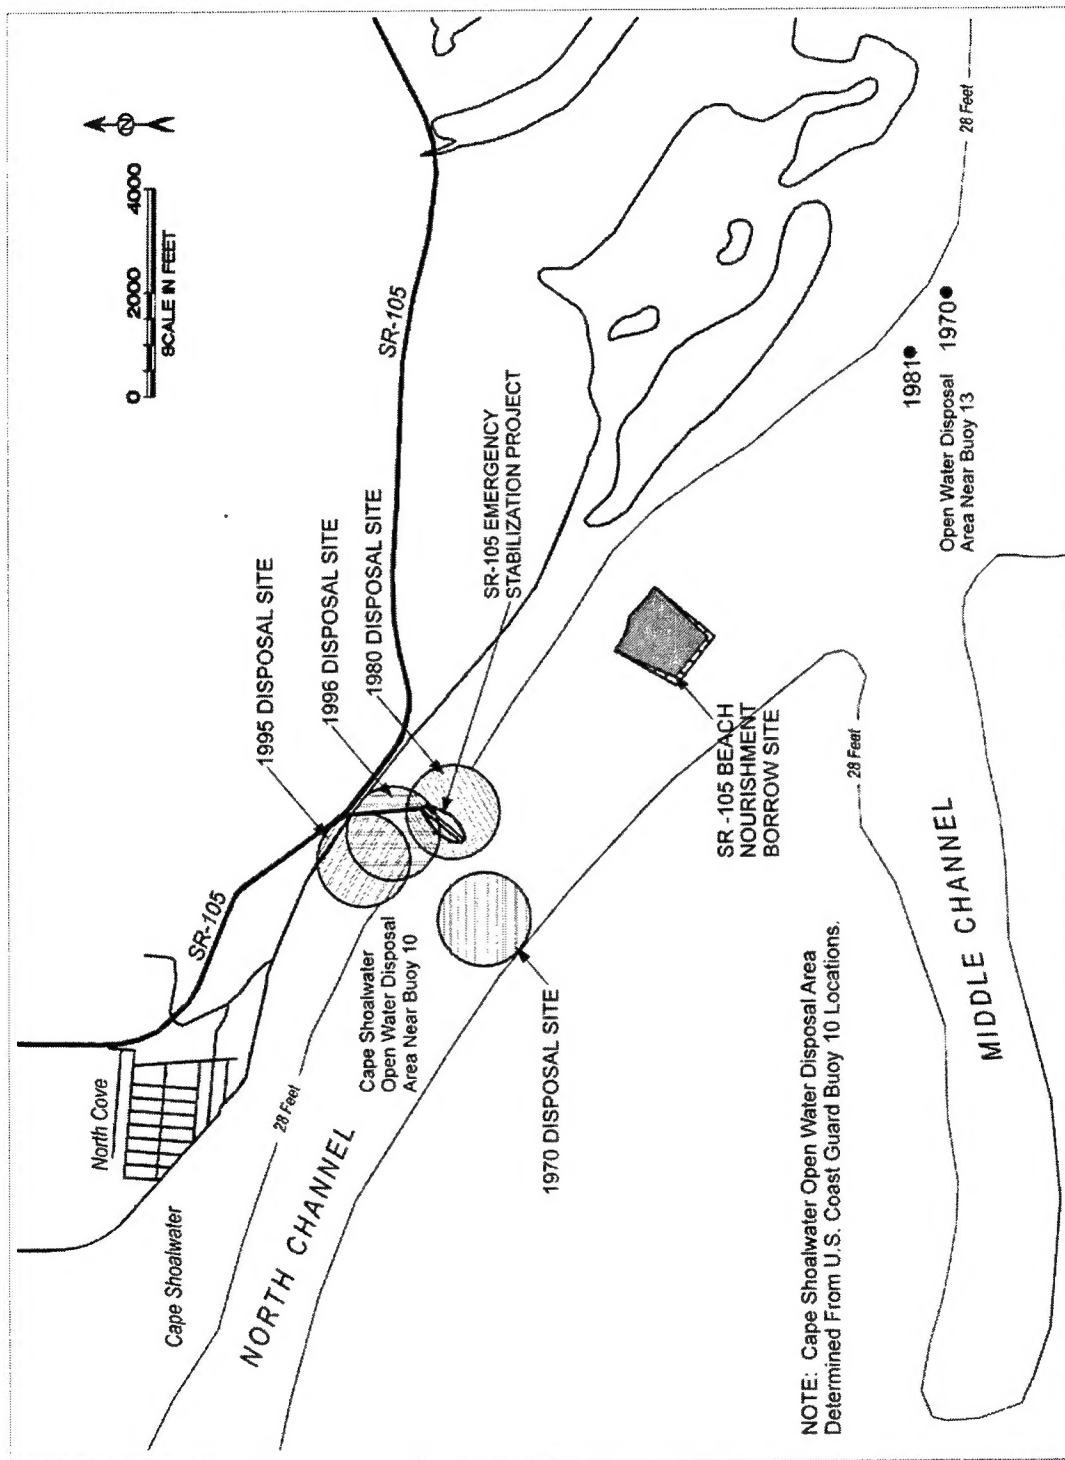 N
0 2000 4000
SCALE IN FEET
SR-105
SR-105
1995 DISPOSAL SITE
1996 DISPOSAL SITE
1980 DISPOSAL SITE
SR-105 EMERGENCY
STABILIZATION PROJECT
North Cove
Cape Shoalwater
28 Feet
Cape Shoalwater
Open Water Disposal
Area Near Buoy 10
NORTH CHANNEL
1970 DISPOSAL SITE
SR -105 BEACH
NOURISHMENT
BORROW SITE
28 Feet
28 Feet
1981
1970
Open Water Disposal
Area Near Buoy 13
MIDDLE CHANNEL
NOTE: Cape Shoalwater Open Water Disposal Area
Determined From U.S. Coast Guard Buoy 10 Locations.